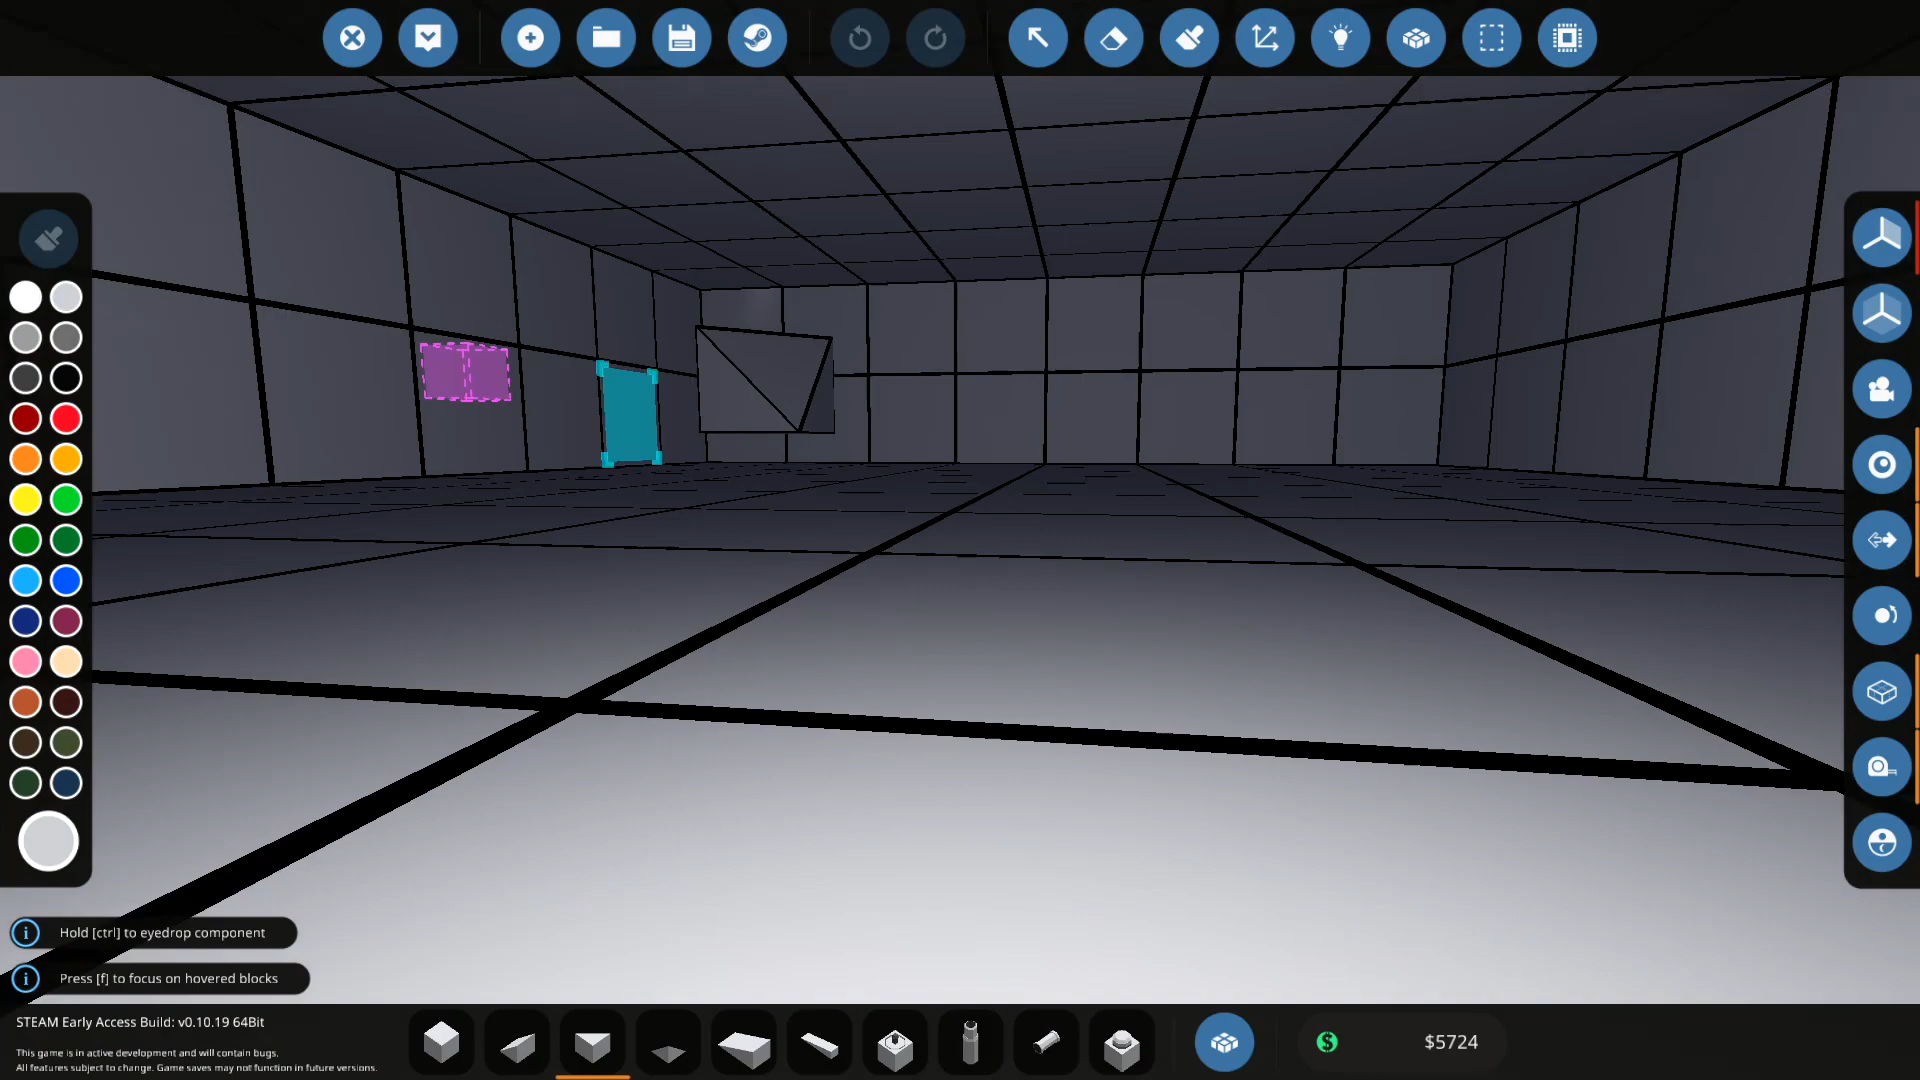 Hold [ctrl] to eyedrop component
Press [f] to focus on hovered blocks
STEAM Early Access Build: v0.10.19 64Bit
This game is in active development and will contain bugs.
All features subject to change. Game saves may not function in future versions.
$5724